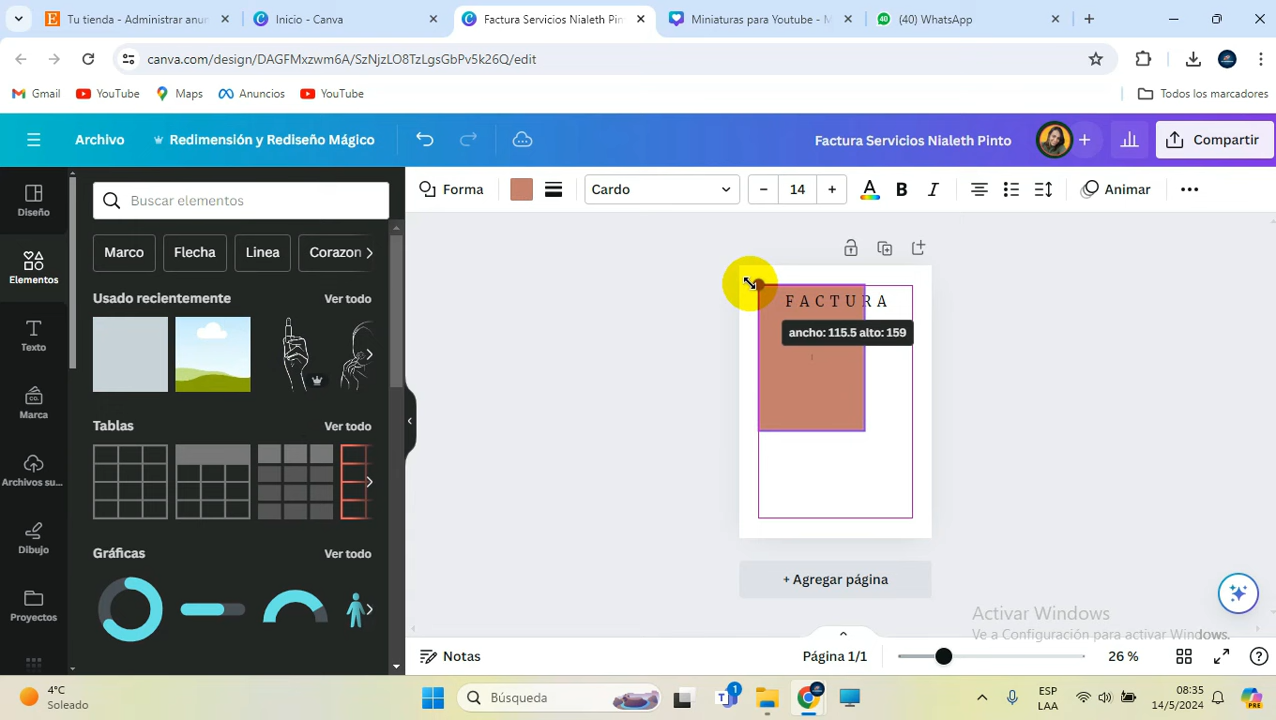 Tu tienda - Administrar anun
Inicio - Canva
Factura Servicios Nialeth Pin
Miniaturas para Youtube - M
(40) WhatsApp
canva.com/design/DAGFMxzwm6A/SzNjzLO8TzLgsGbPv5k26Q/edit
Gmail
YouTube
Maps
Anuncios
YouTube
Todos los marcadores
Archivo
Redimensión y Rediseño Mágico
Factura Servicios Nialeth Pinto
Compartir
Diseño
Elementos
Texto
Marca
Archivos su...
Dibujo
Proyectos
Buscar elementos
Marco
Flecha
Linea
Corazon
Usado recientemente
Ver todo
Tablas
Ver todo
Gráficas
Ver todo
Forma
Cardo
14
A
B
I
Animar
FACTURA
ancho: 115.5 alto: 159
+ Agregar página
Activar Windows
Ve a Configuración para activar Windows.
Notas
Página 1/1
26 %
4°C
Soleado
Búsqueda
1
ESP
LAA
08:35
14/5/2024
PRE